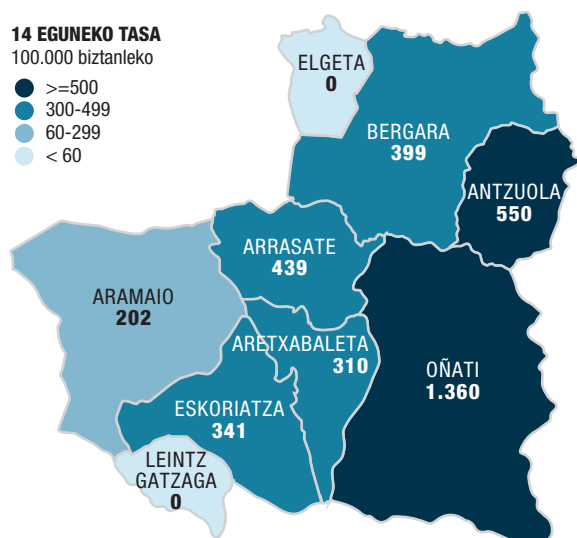 14 EGUNEKO TASA
100.000 biztanleko
>=500
300-499
60-299
< 60
ELGETA
0
BERGARA
399
ANTZUOLA
550
ARRASATE
439
ARAMAIO
202
ARETXABALETA
310
OÑATI
1.360
ESKORIATZA
341
LEINTZ
GATZAGA
0